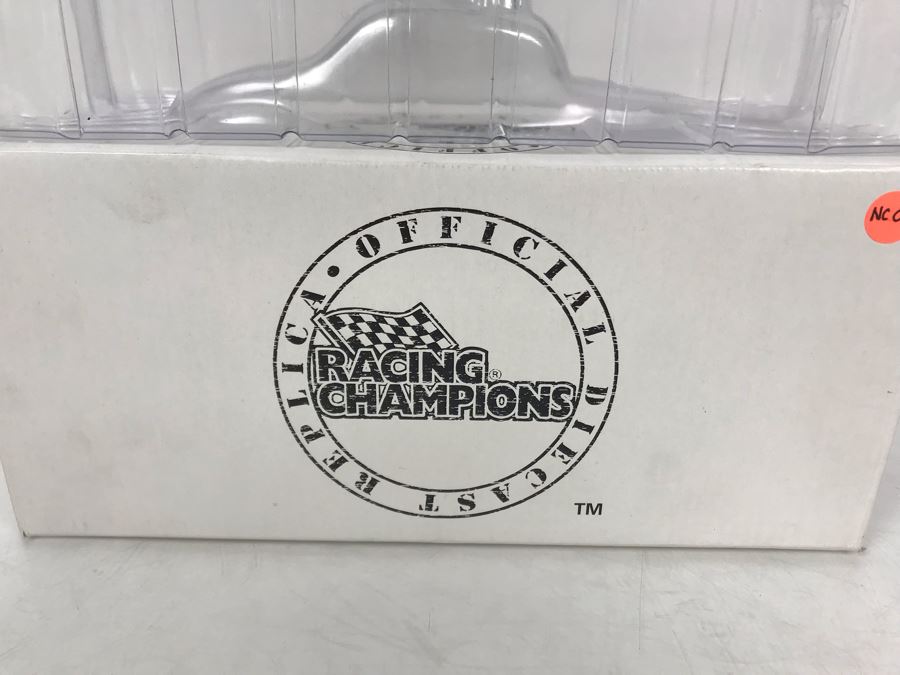 • OFFICIAL DIECAST REPLICA
RACING®
CHAMPIONS
TM
NC